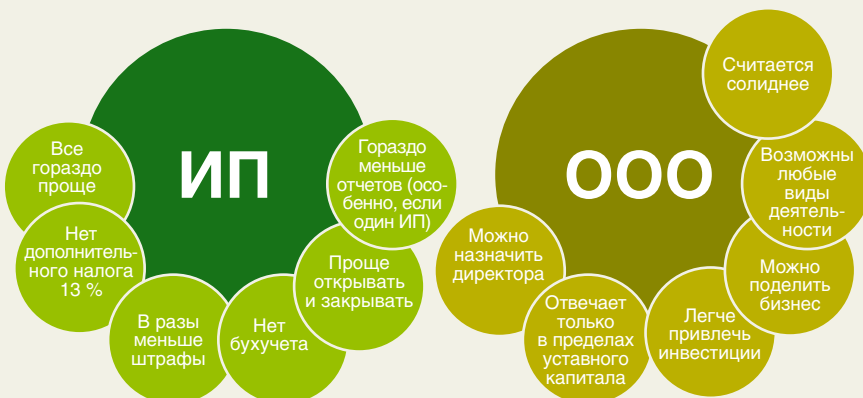 ИП
Все
гораздо
проще
Нет
дополнитель-
ного налога
13 %
В разы
меньше
штрафы
Нет
бухучета
Проще
открывать
и закрывать
Гораздо
меньше
отчетов (осо-
бенно, если
один ИП)
ООО
Можно
назначить
директора
Отвечает
только
в пределах
уставного
капитала
Легче
привлечь
инвестиции
Можно
поделить
бизнес
Возможны
любые
виды
деятель-
ности
Считается
солиднее